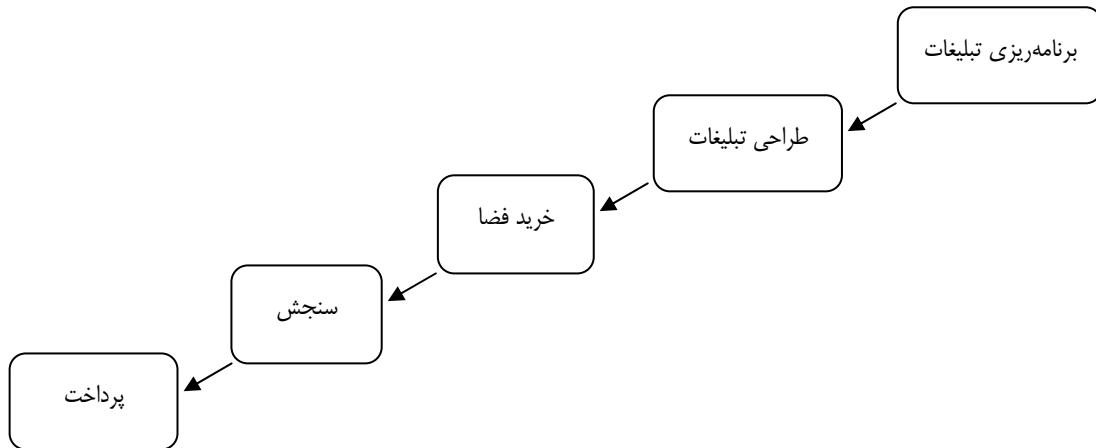 برنامه‌ریزی تبلیغات
طراحی تبلیغات
خرید فضا
سنجش
پرداخت